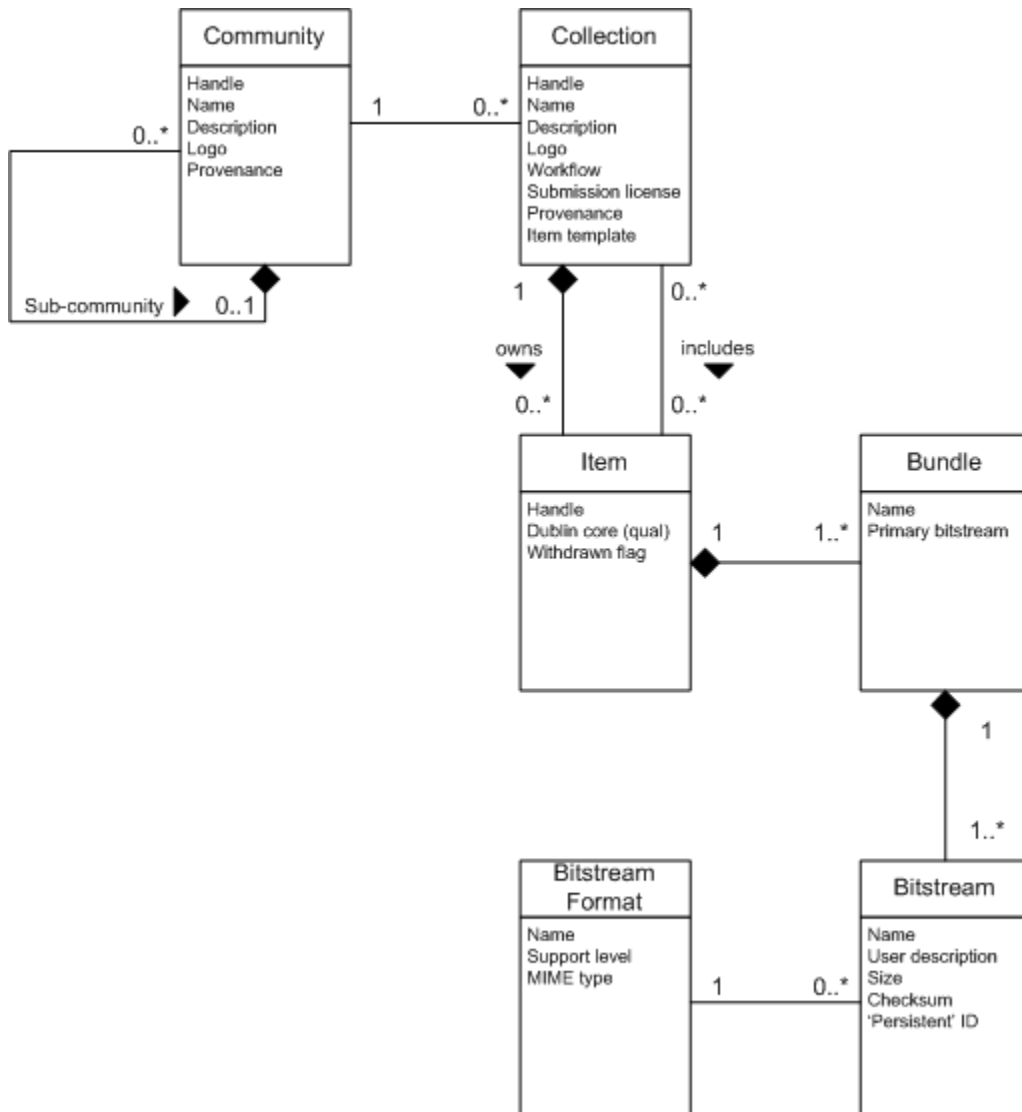 Community
Handle
Name
Description
Logo
Provenance
Collection
Handle
Name
Description
Logo
Workflow
Submission license
Provenance
Item template
1
0..*
0..*
Sub-community
0..1
1
0..*
owns
includes
0..*
0..*
Item
Handle
Dublin core (qual)
Withdrawn flag
Bundle
Name
Primary bitstream
1
1..*
1
1..*
Bitstream
Format
Name
Support level
MIME type
Bitstream
Name
User description
Size
Checksum
‘Persistent’ ID
1
0..*